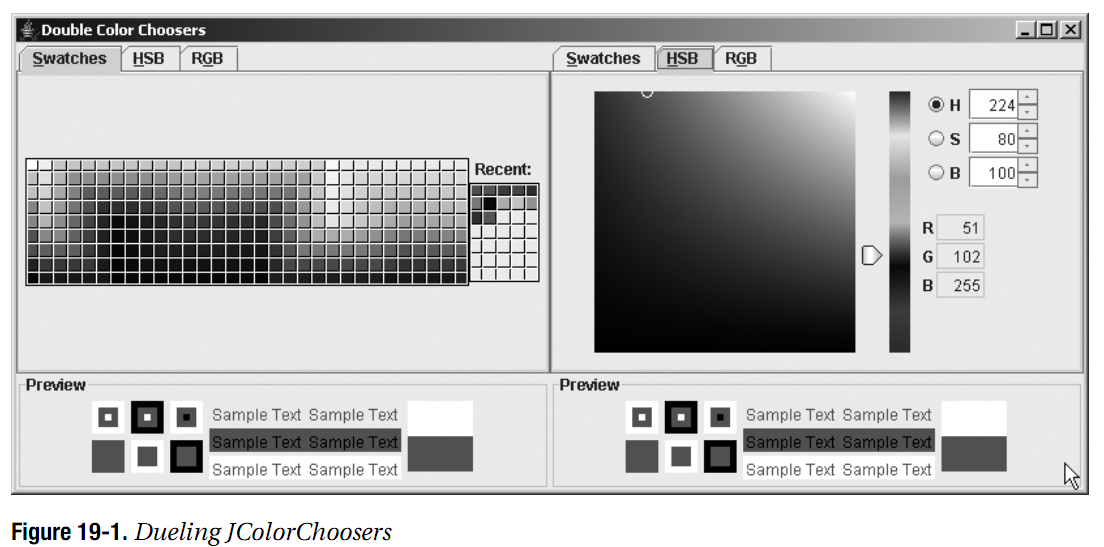 Double Color Choosers
Swatches HSB RGB
Recent:
Preview
Sample Text Sample Text
Sample Text Sample Text
Sample Text Sample Text
Swatches HSB RGB
H 224
S 80
B 100
R 51
G 102
B 255
Preview
Sample Text Sample Text
Sample Text Sample Text
Sample Text Sample Text
Figure 19-1. Dueling JColorChoosers